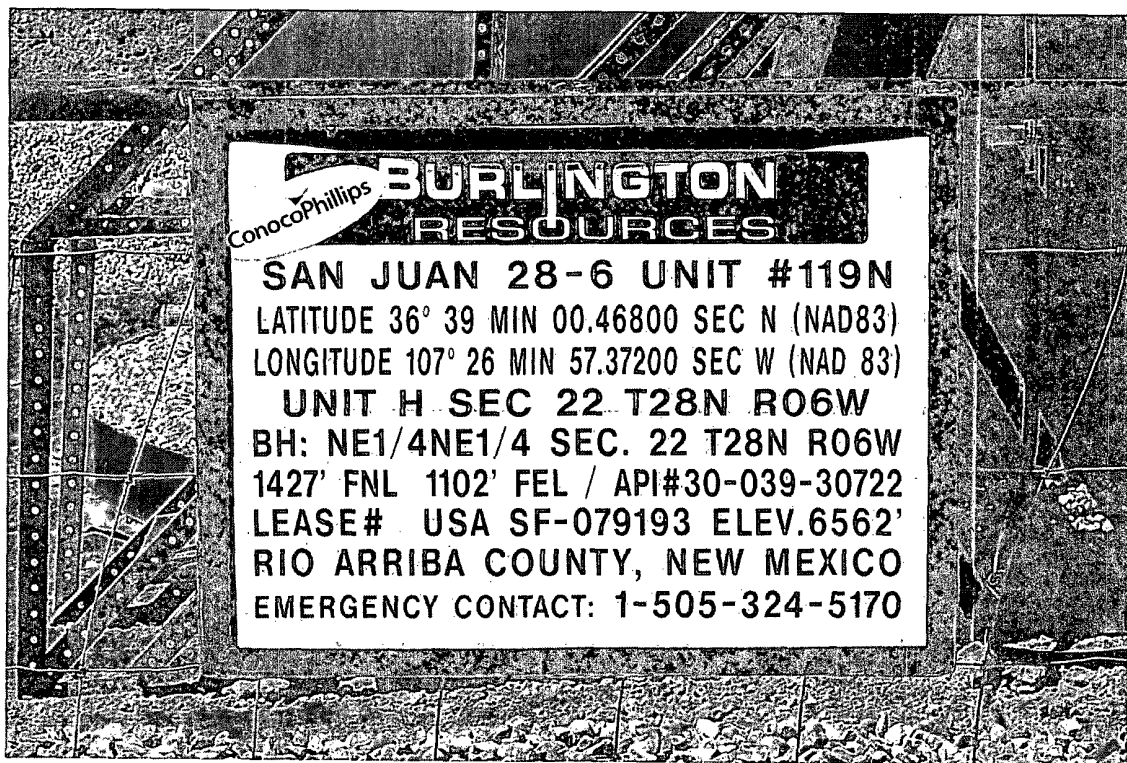 ConocoPhillips
BURLINGTON
RESOURCES
SAN JUAN 28-6 UNIT #119N
LATITUDE 36° 39 MIN 00.46800 SEC N (NAD83)
LONGITUDE 107° 26 MIN 57.37200 SEC W (NAD 83)
UNIT H SEC 22 T28N R06W
BH: NE1/4NE1/4 SEC. 22 T28N R06W
1427' FNL 1102' FEL / API#30-039-30722
LEASE# USA SF-079193 ELEV.6562'
RIO ARRIBA COUNTY, NEW MEXICO
EMERGENCY CONTACT: 1-505-324-5170